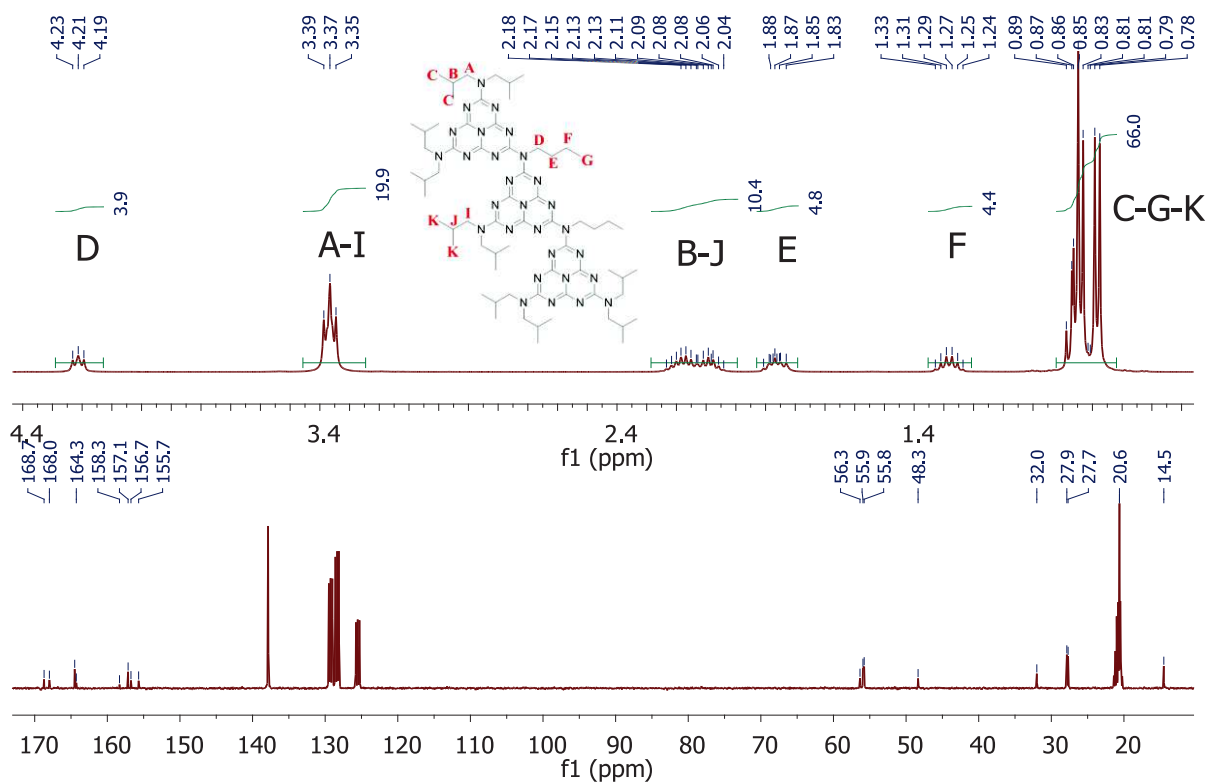 4.23 4.21 4.19 3.39 3.37 3.35 2.18 2.17 2.15 2.13 2.13 2.11 2.09 2.08 2.08 2.06 2.04 1.88 1.87 1.85 1.83 1.33 1.31 1.29 1.27 1.25 1.24 0.89 0.87 0.86 0.85 0.83 0.81 0.81 0.79 0.78
C B A
N
C
N
N N
N N N
N N N D F
N N E G
N
N N
K J I N N N
K N N N
N N
N
N N
N N N
N N N N N
3.9 19.9 10.4 4.8 4.4 66.0
D A-I B-J E F C-G-K
4.4 3.4 2.4 1.4
f1 (ppm)
168.7 168.0 164.3 158.3 157.1 156.7 155.7 56.3 55.9 55.8 48.3 32.0 27.9 27.7 20.6 14.5
170 160 150 140 130 120 110 100 90 80 70 60 50 40 30 20
f1 (ppm)